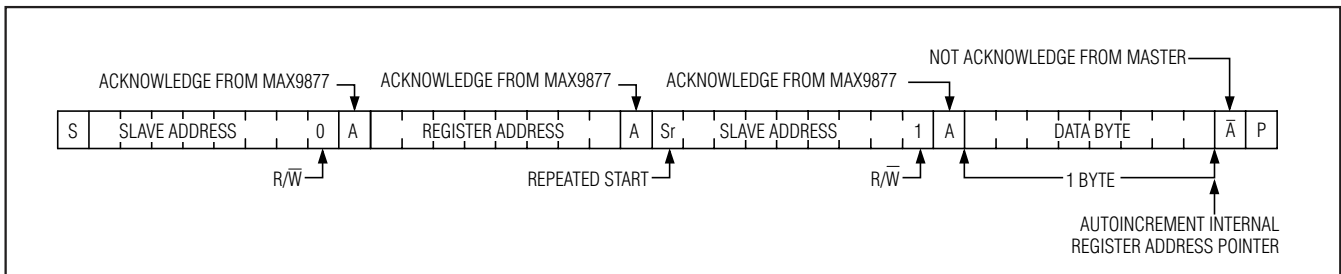 NOT ACKNOWLEDGE FROM MASTER
ACKNOWLEDGE FROM MAX9877 ACKNOWLEDGE FROM MAX9877 ACKNOWLEDGE FROM MAX9877
S SLAVE ADDRESS 0 A REGISTER ADDRESS A Sr SLAVE ADDRESS 1 A DATA BYTE A̅ P
R/W̅ REPEATED START R/W̅ 1 BYTE
AUTOINCREMENT INTERNAL
REGISTER ADDRESS POINTER